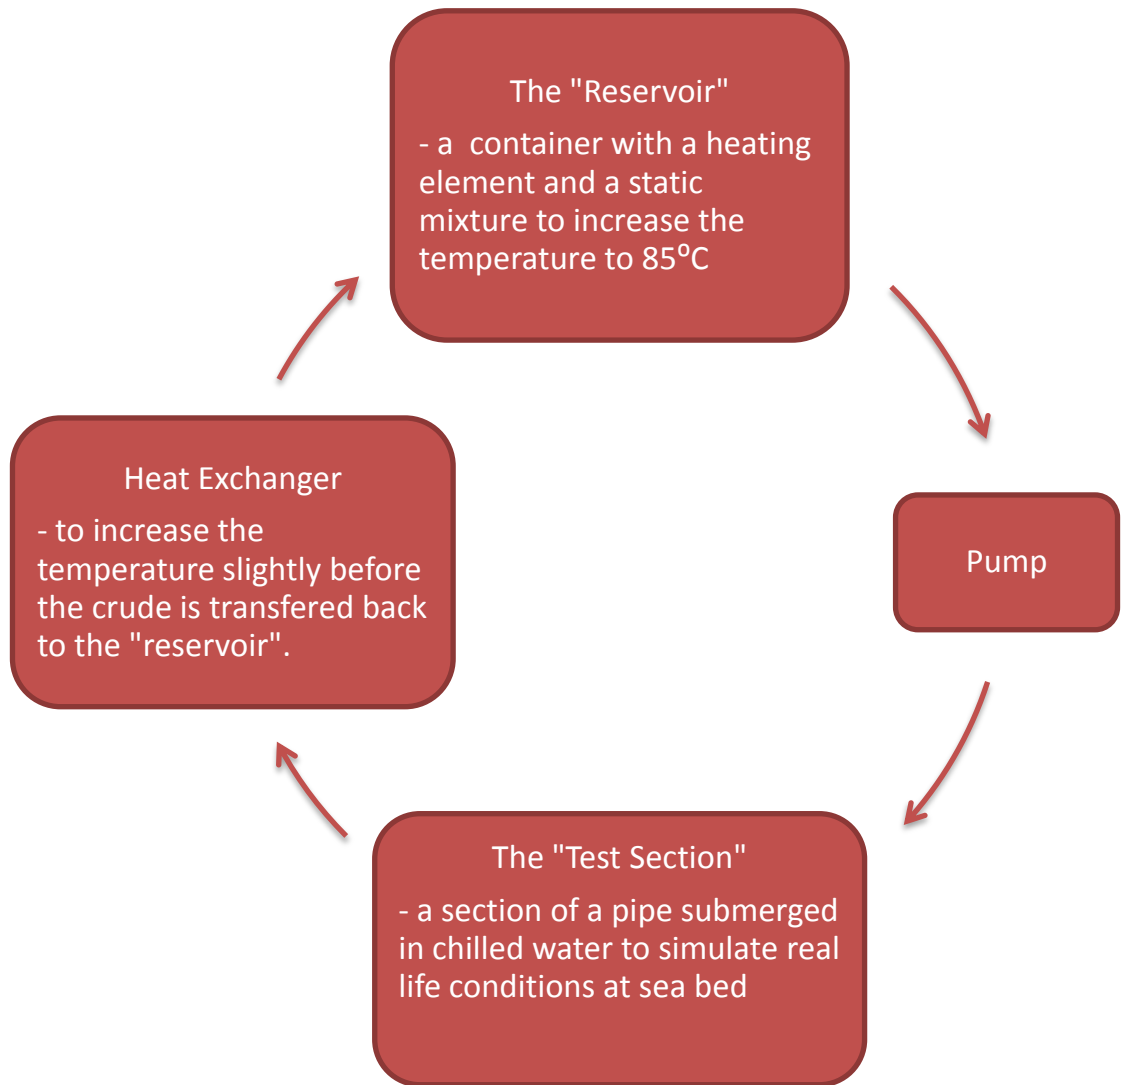 The "Reservoir"
- a  container with a heating
element and a static
mixture to increase the
temperature to 85⁰C
Pump
The "Test Section"
- a section of a pipe submerged
in chilled water to simulate real
life conditions at sea bed
Heat Exchanger
- to increase the
temperature slightly before
the crude is transfered back
to the "reservoir".